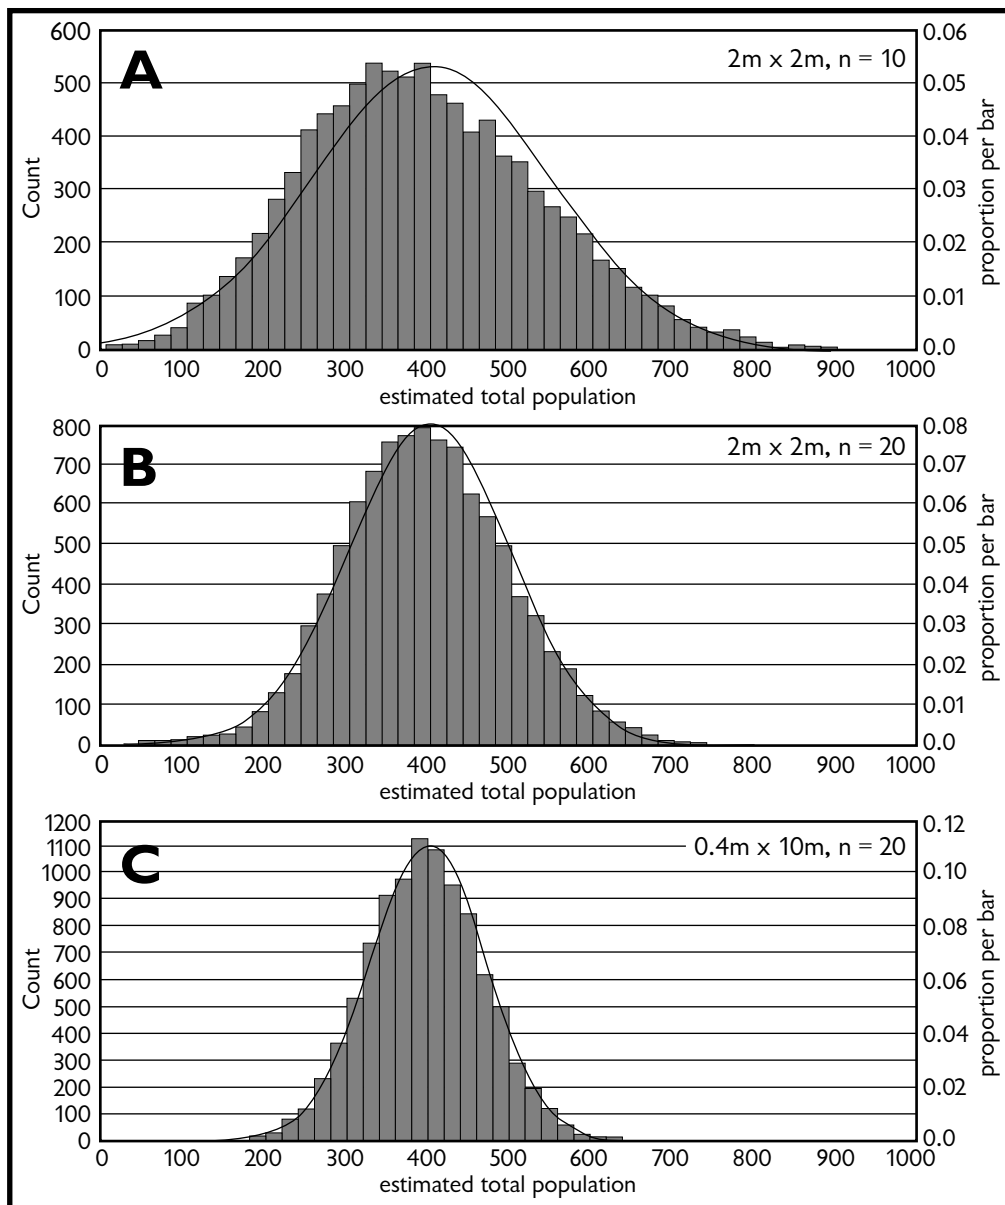 A
2m x 2m, n = 10
Count
600
500
400
300
200
100
0
0.06
0.05
0.04
0.03
0.02
0.01
0.0
proportion per bar
0 100 200 300 400 500 600 700 800 900 1000
estimated total population
B
2m x 2m, n = 20
Count
800
700
600
500
400
300
200
100
0
0.08
0.07
0.06
0.05
0.04
0.03
0.02
0.01
0.0
proportion per bar
0 100 200 300 400 500 600 700 800 900 1000
estimated total population
C
0.4m x 10m, n = 20
Count
1200
1100
1000
900
800
700
600
500
400
300
200
100
0
0.12
0.10
0.08
0.06
0.04
0.02
0.0
proportion per bar
0 100 200 300 400 500 600 700 800 900 1000
estimated total population